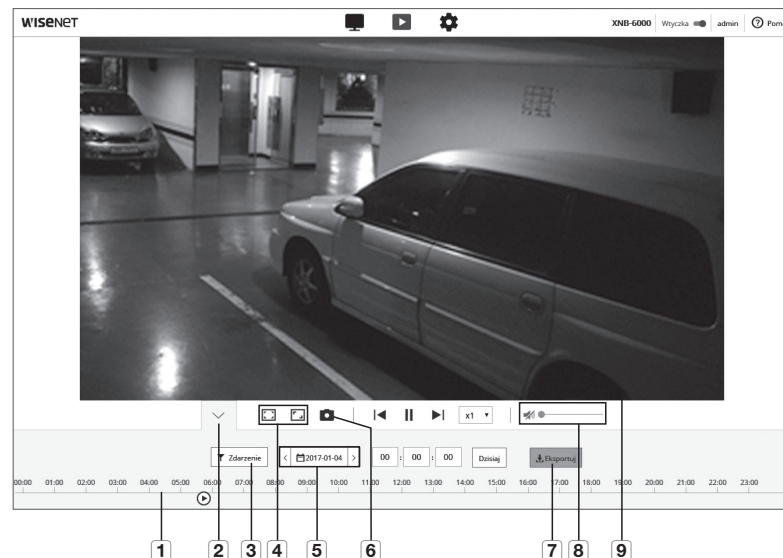 WISENET
XNB-6000 Wtyczka admin ? Pom
x1
Zdarzenie < 2017-01-04 > 00 : 00 : 00 Dzisiaj Eksportuj
00:00 01:00 02:00 03:00 04:00 05:00 06:00 07:00 08:00 09:00 10:00 11:00 12:00 13:00 14:00 15:00 16:00 17:00 18:00 19:00 20:00 21:00 22:00 23:00
1 2 3 4 5 6 7 8 9